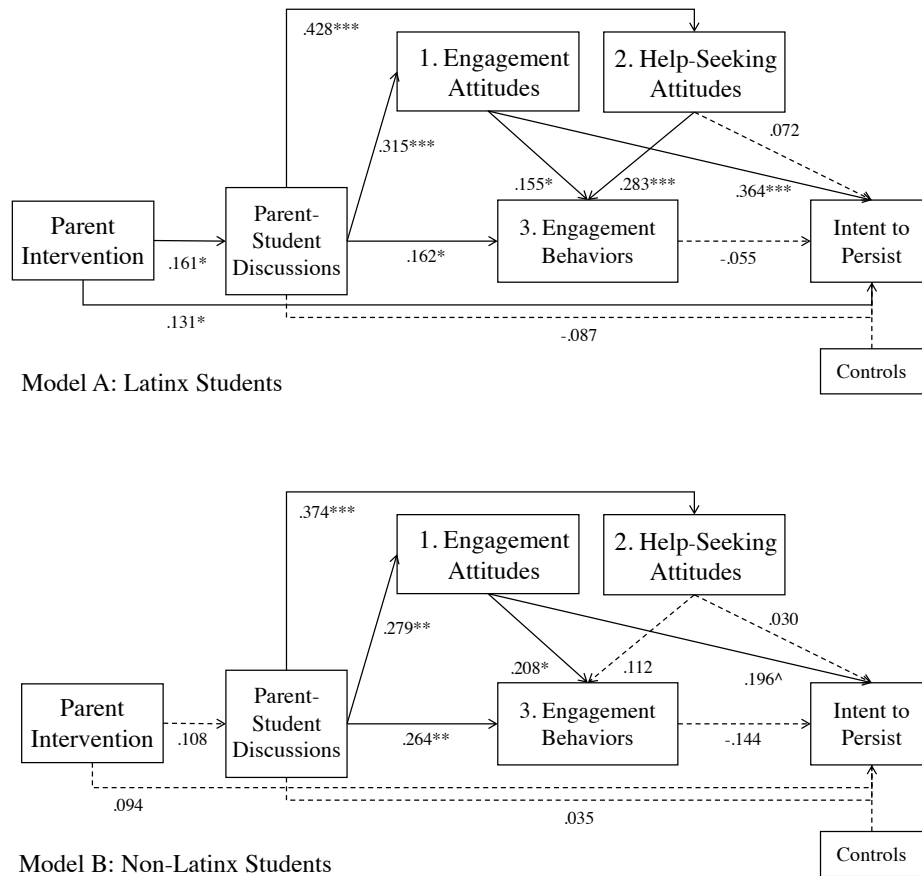 .428***
1. Engagement
Attitudes
2. Help-Seeking
Attitudes
.072
.315***
.155*
.283***
.364***
Parent
Intervention
.161*
Parent-
Student
Discussions
.162*
3. Engagement
Behaviors
-.055
Intent to
Persist
.131*
-.087
Controls
Model A: Latinx Students
.374***
1. Engagement
Attitudes
2. Help-Seeking
Attitudes
.030
.279**
.208*
.112
.196^
Parent
Intervention
.108
Parent-
Student
Discussions
.264**
3. Engagement
Behaviors
-.144
Intent to
Persist
.094
.035
Controls
Model B: Non-Latinx Students